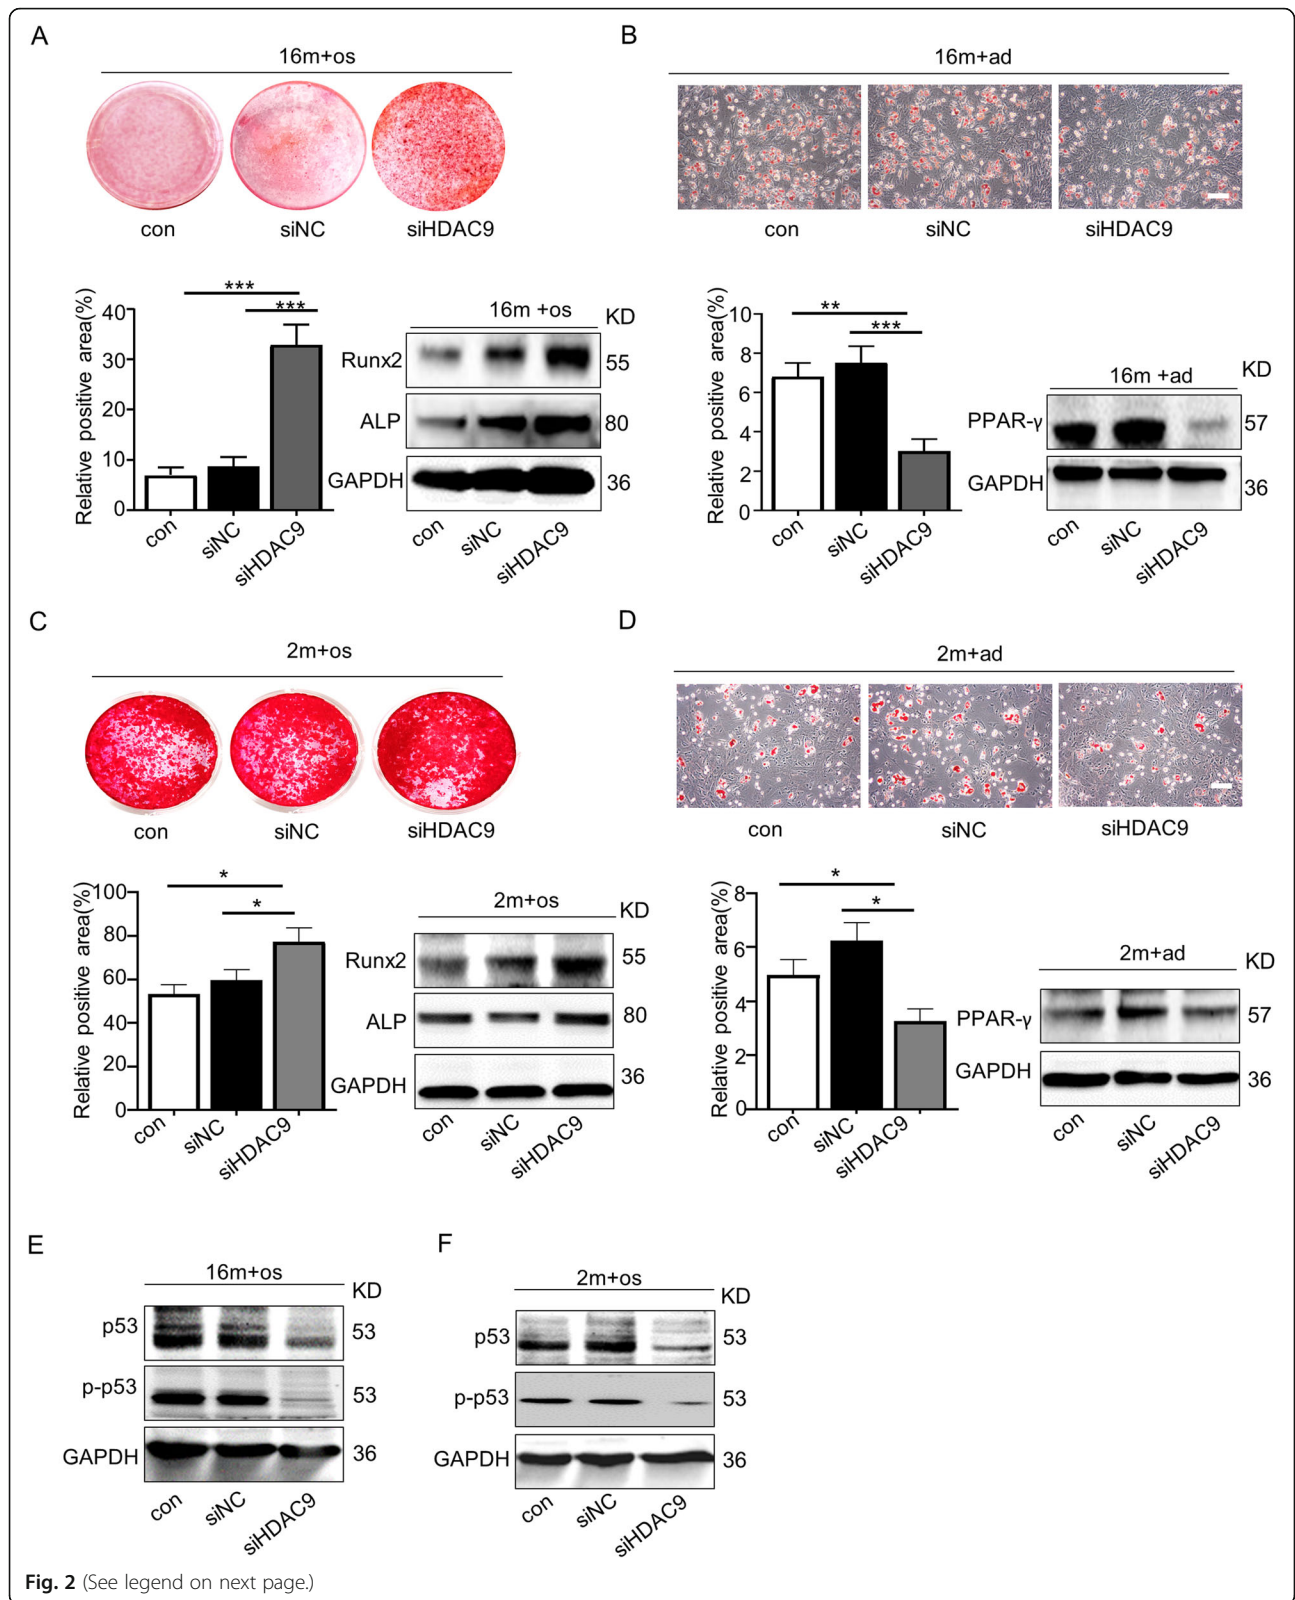 A
16m+os
con siNC siHDAC9
Relative positive area(%)
40
30
20
10
0
***
***
con siNC siHDAC9
16m +os KD
Runx2 55
ALP 80
GAPDH 36
con siNC siHDAC9
B
16m+ad
con siNC siHDAC9
Relative positive area(%)
10
8
6
4
2
0
**
***
con siNC siHDAC9
16m +ad KD
PPAR-γ 57
GAPDH 36
con siNC siHDAC9
C
2m+os
con siNC siHDAC9
Relative positive area(%)
100
80
60
40
20
0
*
*
con siNC siHDAC9
2m+os KD
Runx2 55
ALP 80
GAPDH 36
con siNC siHDAC9
D
2m+ad
con siNC siHDAC9
Relative positive area(%)
8
6
4
2
0
*
*
con siNC siHDAC9
2m+ad KD
PPAR-γ 57
GAPDH 36
con siNC siHDAC9
E
16m+os KD
p53 53
p-p53 53
GAPDH 36
con siNC siHDAC9
F
2m+os KD
p53 53
p-p53 53
GAPDH 36
con siNC siHDAC9
Fig. 2 (See legend on next page.)